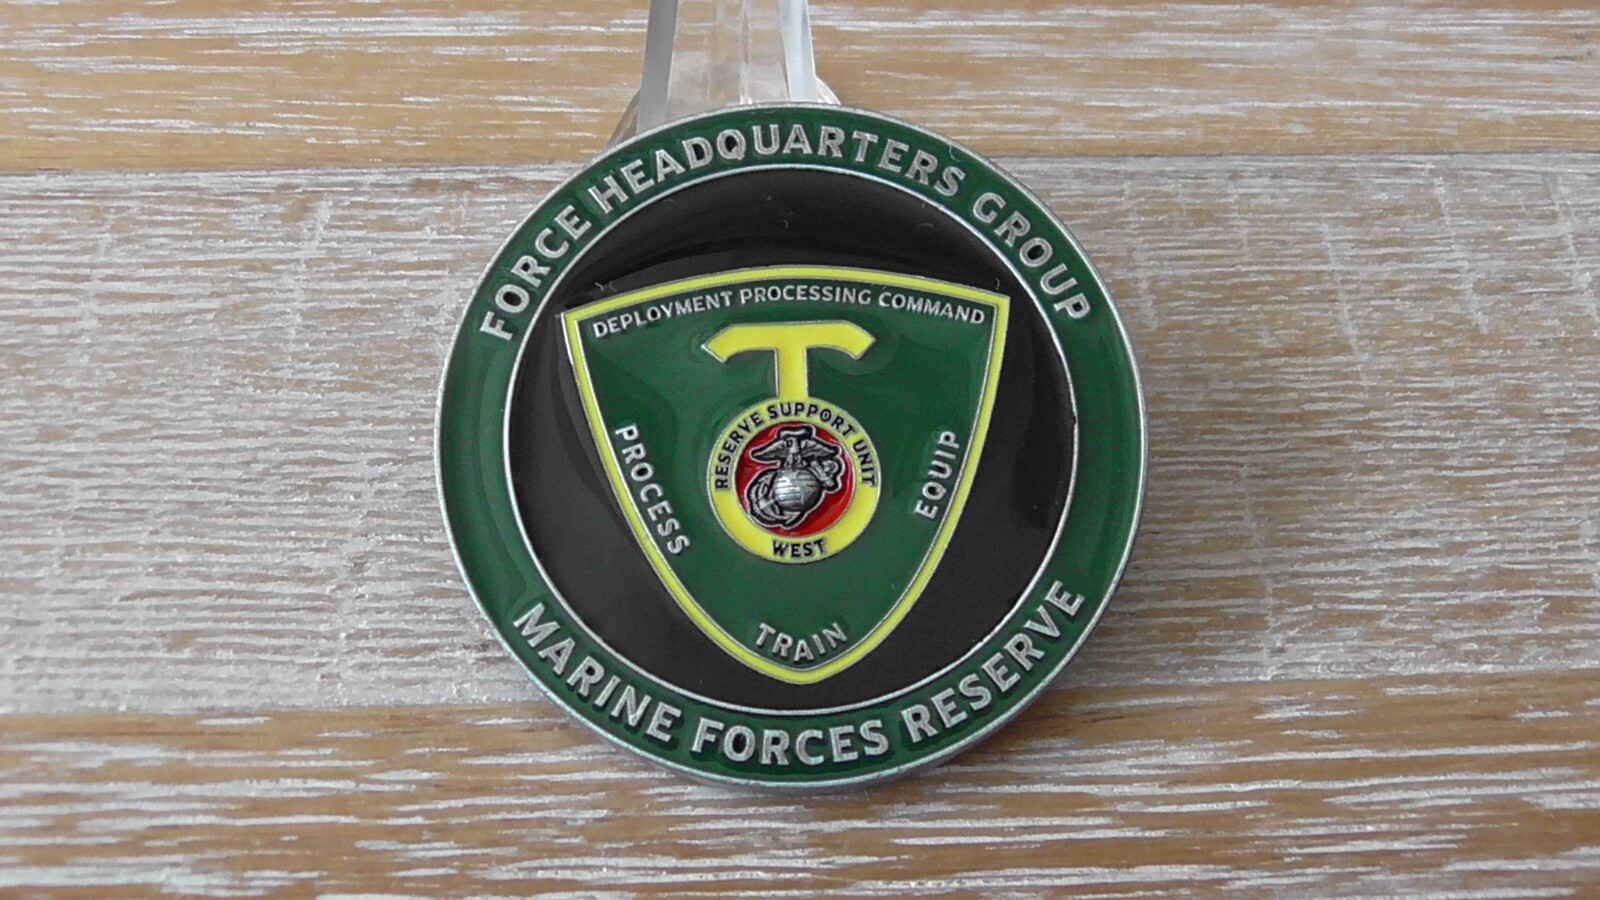 FORCE HEADQUARTERS GROUP
DEPLOYMENT PROCESSING COMMAND
T
RESERVE SUPPORT UNIT
WEST
PROCESS
EQUIP
TRAIN
MARINE FORCES RESERVE